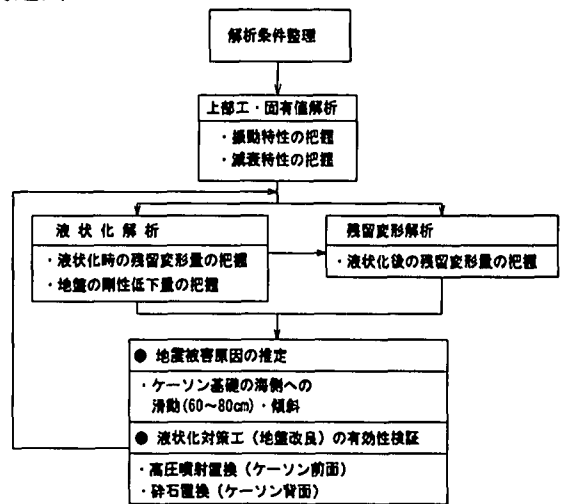 解析条件整理
上部工・固有値解析
・振動特性の把握
・減衰特性の把握
液状化解析
・液状化時の残留変形量の把握
・地盤の剛性低下量の把握
残留変形解析
・液状化後の残留変形量の把握
● 地震被害原因の推定
・ケーソン基礎の海側への
滑動(60～80cm)・傾斜
● 液状化対策工（地盤改良）の有効性検証
・高圧噴射置換（ケーソン前面）
・砕石置換（ケーソン背面）